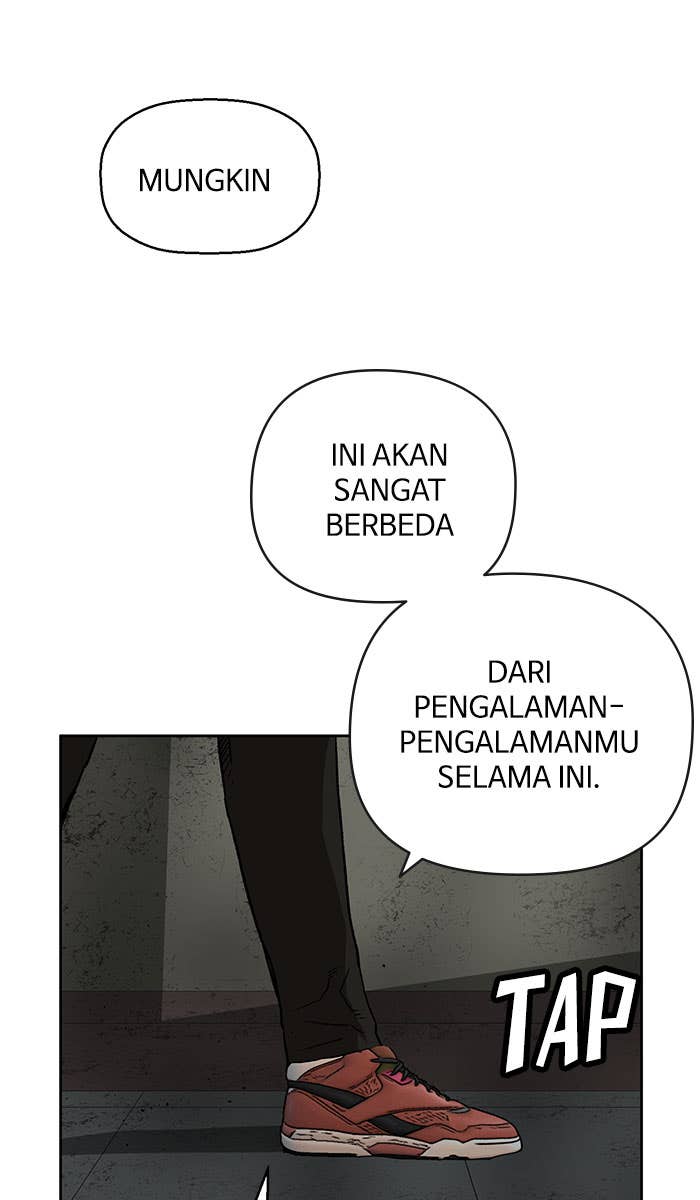 MUNGKIN
INI AKAN
SANGAT
BERBEDA
DARI
PENGALAMAN-
PENGALAMANMU
SELAMA INI.
TAP